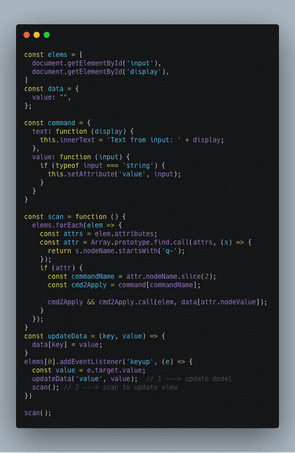 const elems = [
document.getElementById('input'),
document.getElementById('display'),
]
const data = {
value: "",
};
const command = {
text: function (display) {
this.innerText = 'Text from input: ' + display;
},
value: function (input) {
if (typeof input === 'string') {
this.setAttribute('value', input);
}
}
}
const scan = function () {
elems.forEach(elem => {
const attrs = elem.attributes;
const attr = Array.prototype.find.call(attrs, (s) => {
return s.nodeName.startsWith('q-');
});
if (attr) {
const commandName = attr.nodeName.slice(2);
const cmd2Apply = command[commandName];
cmd2Apply && cmd2Apply.call(elem, data[attr.nodeValue]);
}
});
}
const updateData = (key, value) => {
data[key] = value;
}
elems[0].addEventListener('keyup', (e) => {
const value = e.target.value;
updateData('value', value);  // 1 ---> update model
scan(); // 2 ---> scan to update view
})
scan();